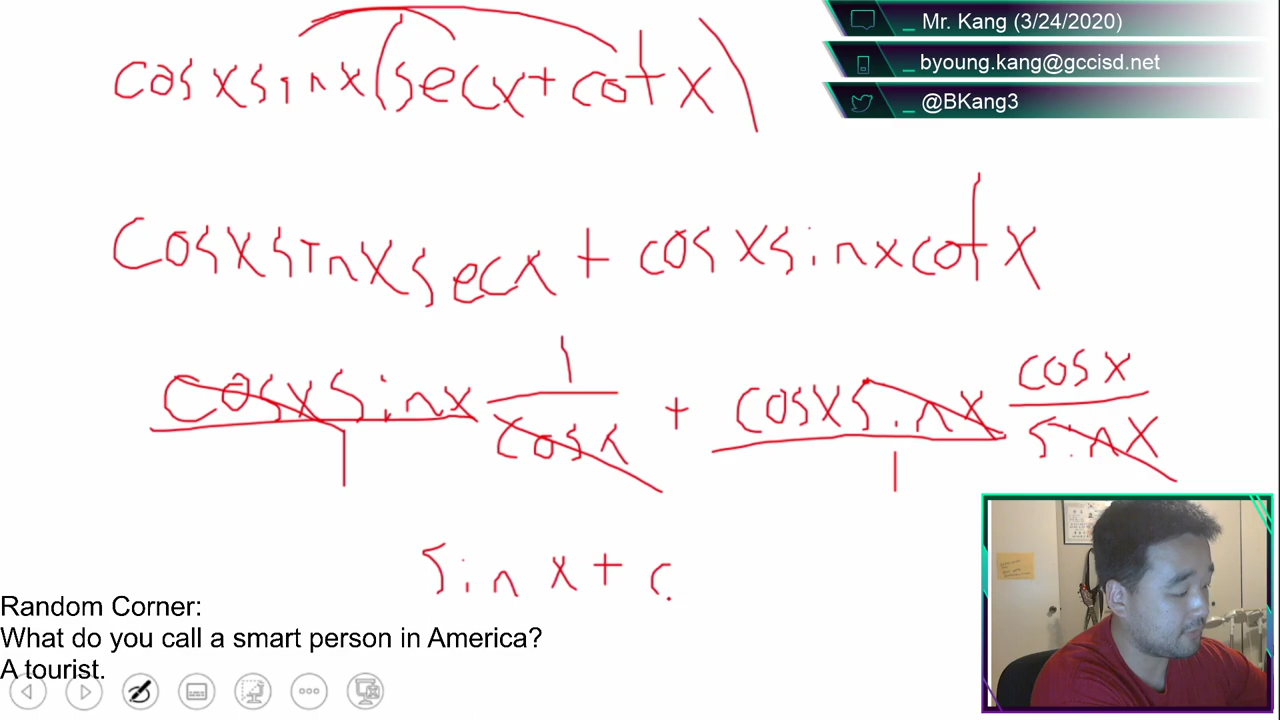 cosxsinx(secx+cotx)
_ Mr. Kang (3/24/2020)
_ byoung.kang@gccisd.net
_ @BKang3
cosxsinxsecx + cosxsinxcotx
cosxsinx/1 1/cosx + cosxsinx/1 cosx/sinx
sinx + c
Random Corner:
What do you call a smart person in America?
A tourist.